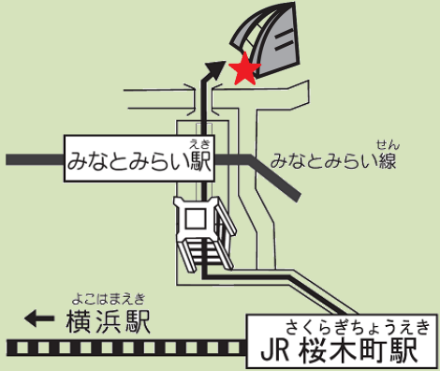 えき
みなとみらい駅
せん
みなとみらい線
よこはまえき
横浜駅
さくらぎちょうえき
JR 桜木町駅